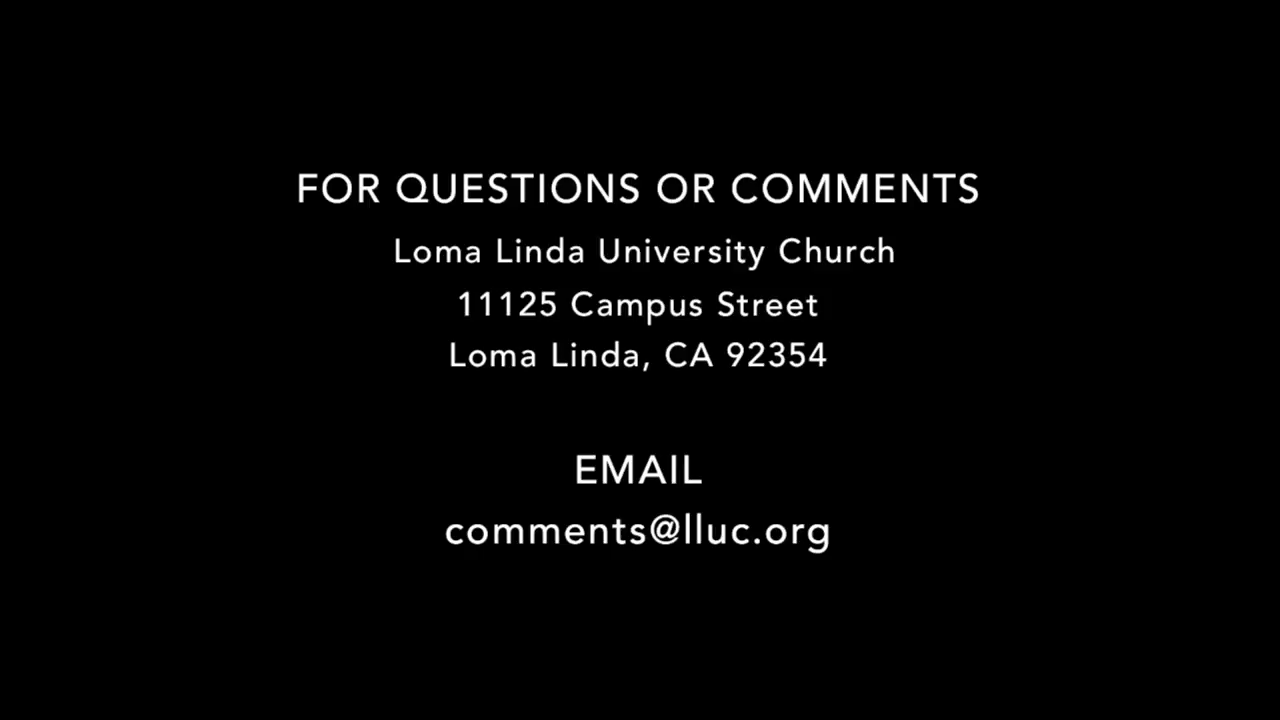 FOR QUESTIONS OR COMMENTS
Loma Linda University Church
11125 Campus Street
Loma Linda, CA 92354
EMAIL
comments@lluc.org